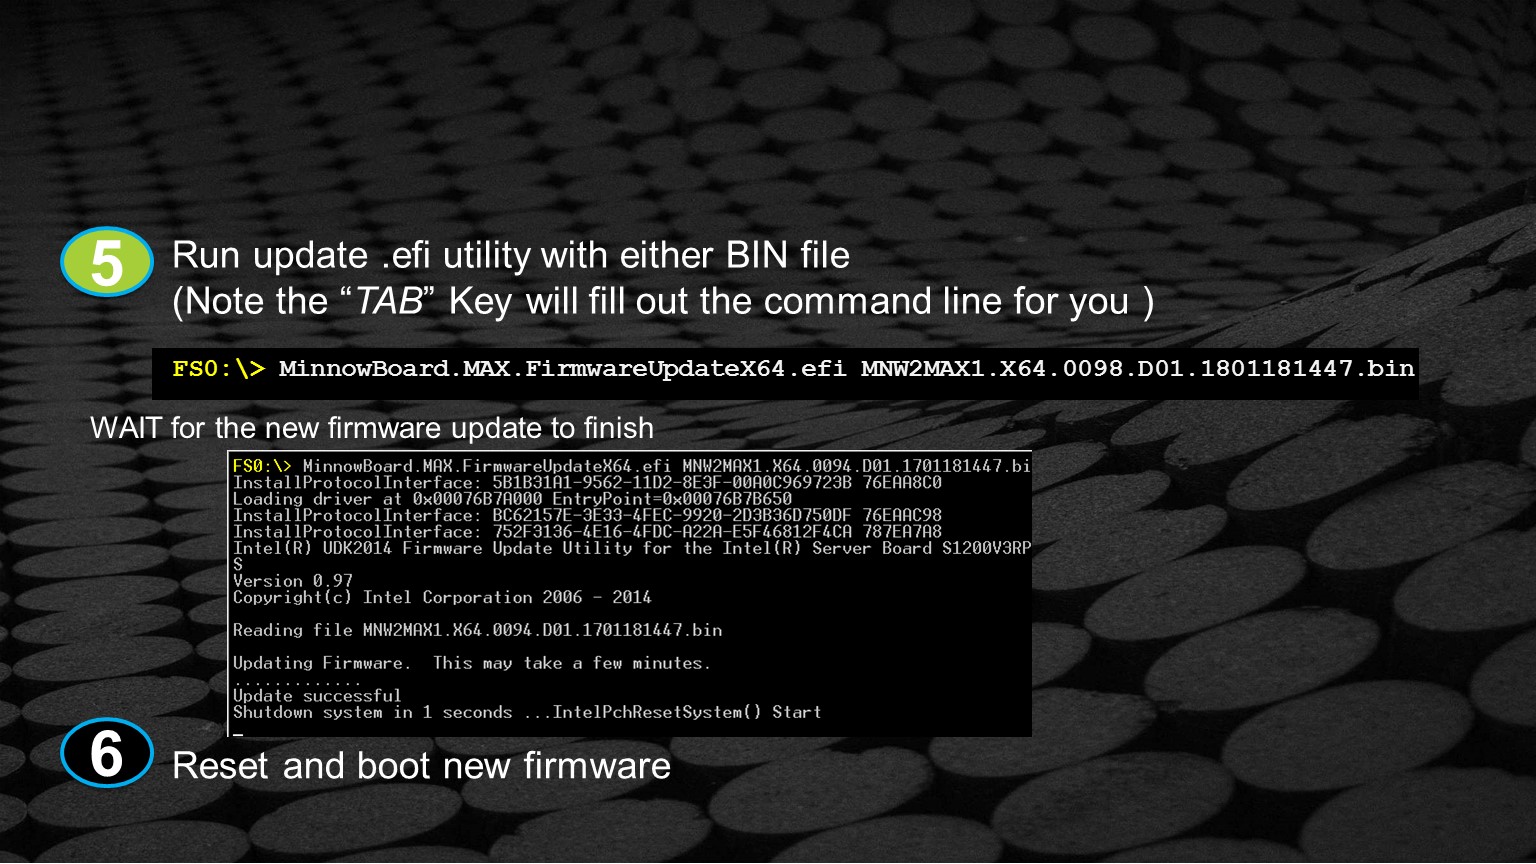 5
Run update .efi utility with either BIN file
(Note the “TAB” Key will fill out the command line for you )
FS0:\> MinnowBoard.MAX.FirmwareUpdateX64.efi MNW2MAX1.X64.0098.D01.1801181447.bin
WAIT for the new firmware update to finish
FS0:\> MinnowBoard.MAX.FirmwareUpdateX64.efi MNW2MAX1.X64.0094.D01.1701181447.bi
InstallProtocolInterface: 5B1B31A1-9562-11D2-8E3F-00A0C969723B 76EAA8C0
Loading driver at 0x00076B7A000 EntryPoint=0x00076B7B650
InstallProtocolInterface: BC62157E-3E33-4FEC-9920-2D3B36D750DF 76EAAC98
InstallProtocolInterface: 752F3136-4E16-4FDC-A22A-E5F46812F4CA 787EA7A8
Intel(R) UDK2014 Firmware Update Utility for the Intel(R) Server Board S1200V3RP
S
Version 0.97
Copyright(c) Intel Corporation 2006 - 2014
Reading file MNW2MAX1.X64.0094.D01.1701181447.bin
Updating Firmware.  This may take a few minutes.
.............
Update successful
Shutdown system in 1 seconds ...IntelPchResetSystem() Start
_
6
Reset and boot new firmware